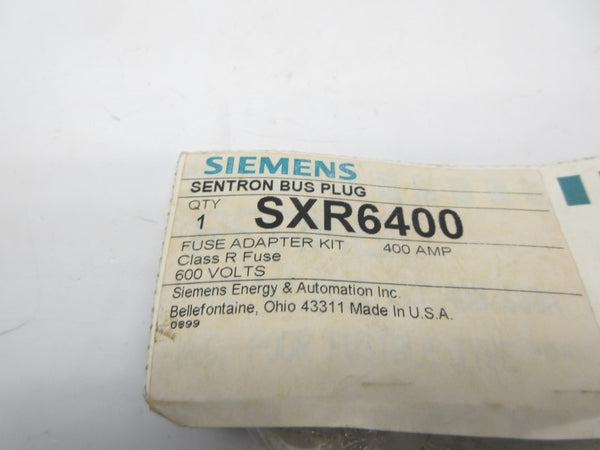 SIEMENS
SENTRON BUS PLUG
QTY
1 SXR6400
FUSE ADAPTER KIT 400 AMP
Class R Fuse
600 VOLTS
Siemens Energy & Automation Inc.
Bellefontaine, Ohio 43311 Made In U.S.A.
0899